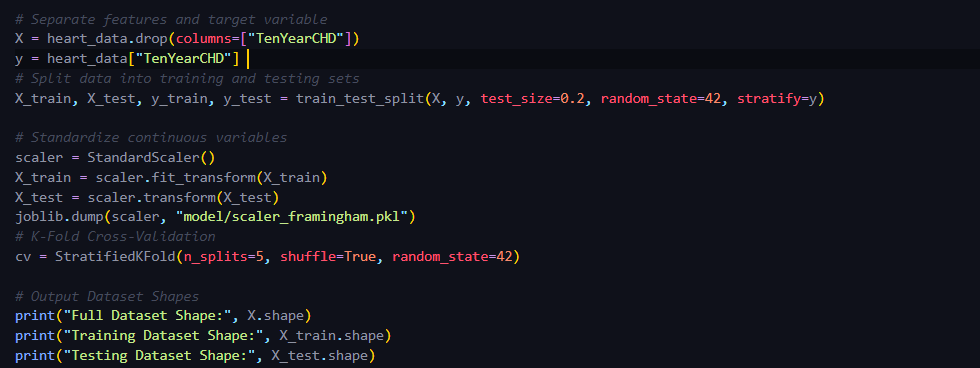 # Separate features and target variable
X = heart_data.drop(columns=["TenYearCHD"])
y = heart_data["TenYearCHD"]
# Split data into training and testing sets
X_train, X_test, y_train, y_test = train_test_split(X, y, test_size=0.2, random_state=42, stratify=y)
# Standardize continuous variables
scaler = StandardScaler()
X_train = scaler.fit_transform(X_train)
X_test = scaler.transform(X_test)
joblib.dump(scaler, "model/scaler_framingham.pkl")
# K-Fold Cross-Validation
cv = StratifiedKFold(n_splits=5, shuffle=True, random_state=42)
# Output Dataset Shapes
print("Full Dataset Shape:", X.shape)
print("Training Dataset Shape:", X_train.shape)
print("Testing Dataset Shape:", X_test.shape)